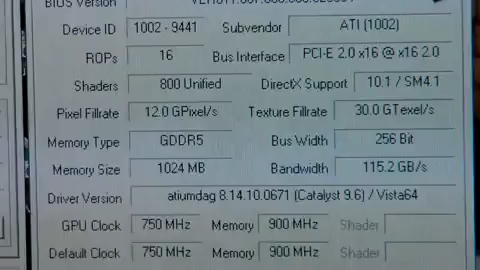 BIOS Version
Device ID 1002 - 9441 Subvendor ATI (1002)
ROPs 16 Bus Interface PCI-E 2.0 x16 @ x16 2.0
Shaders 800 Unified DirectX Support 10.1 / SM4.1
Pixel Fillrate 12.0 GPixel/s Texture Fillrate 30.0 GTexel/s
Memory Type GDDR5 Bus Width 256 Bit
Memory Size 1024 MB Bandwidth 115.2 GB/s
Driver Version atiumdag 8.14.10.0671 (Catalyst 9.6) / Vista64
GPU Clock 750 MHz Memory 900 MHz Shader
Default Clock 750 MHz Memory 900 MHz Shader